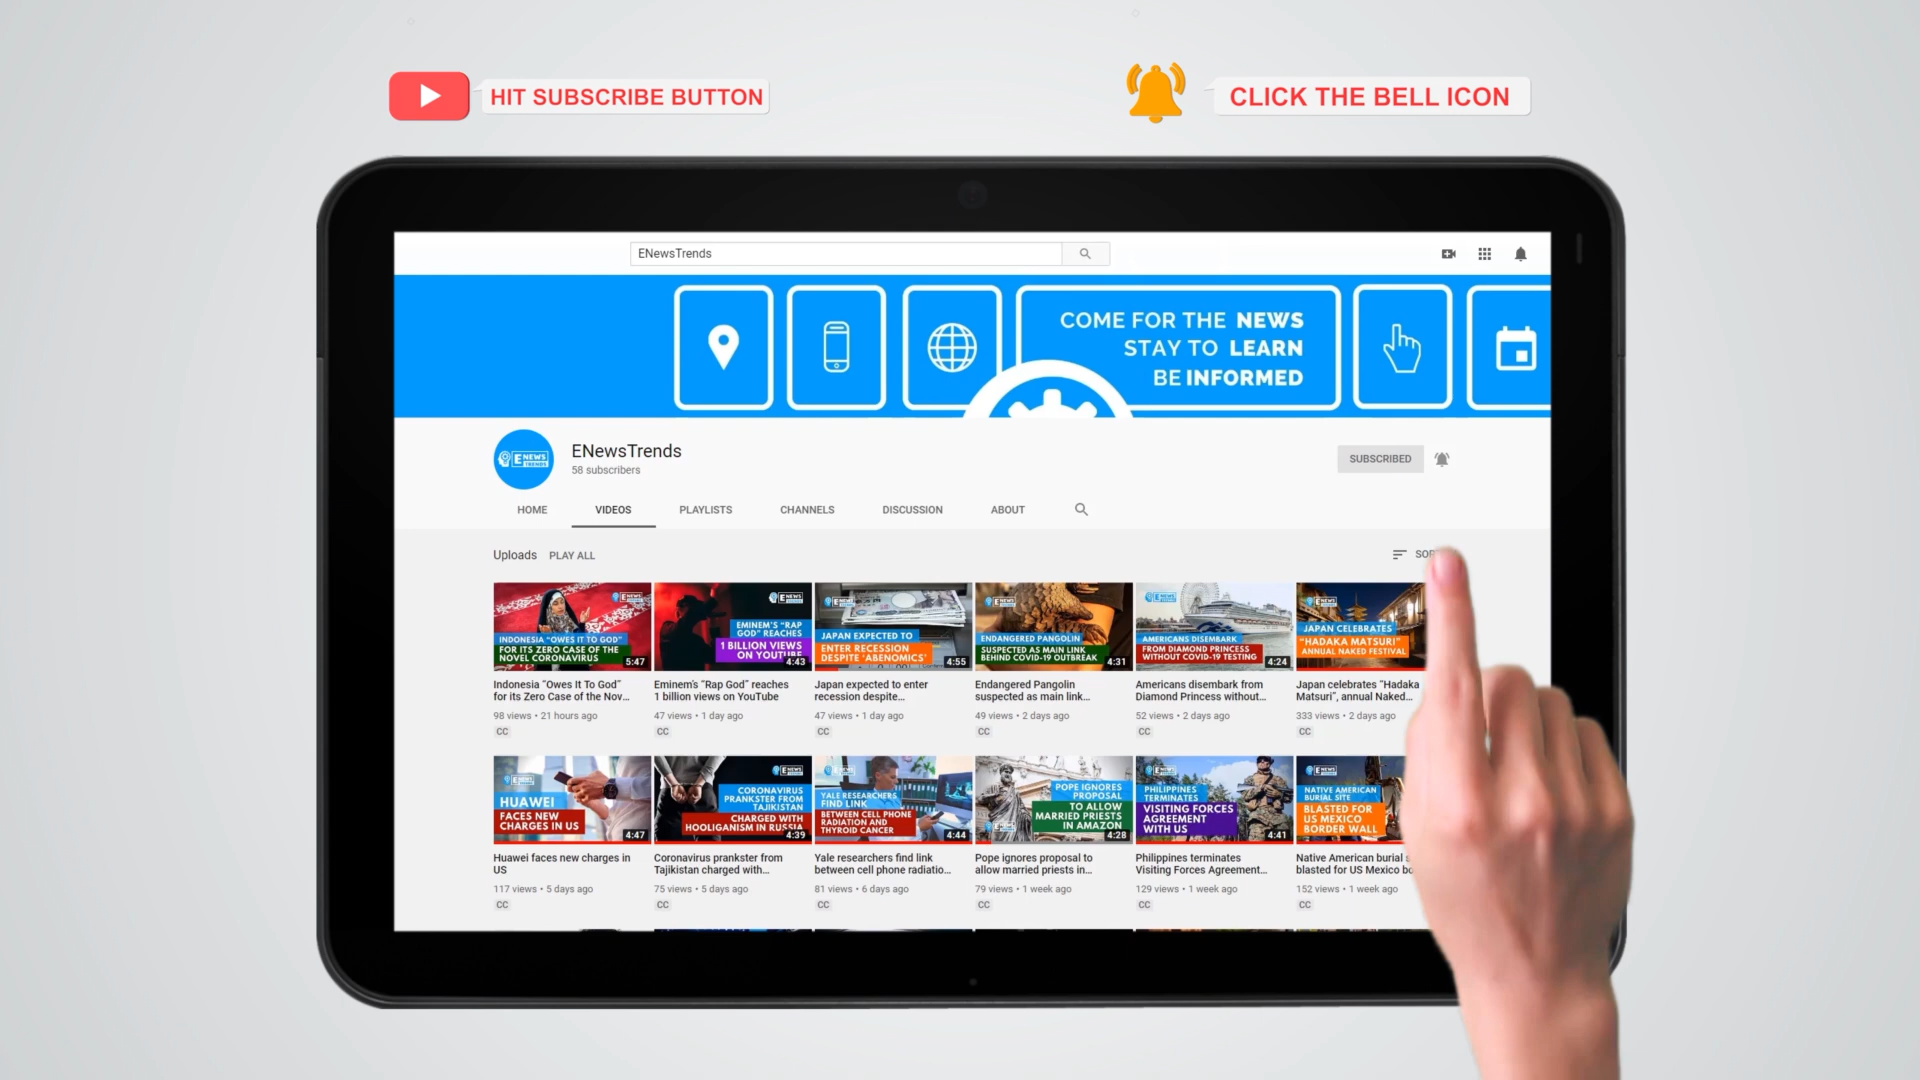 HIT SUBSCRIBE BUTTON
CLICK THE BELL ICON
ENewsTrends
COME FOR THE NEWS
STAY TO LEARN
BE INFORMED
E NEWS
TRENDS
ENewsTrends
58 subscribers
SUBSCRIBED
HOME VIDEOS PLAYLISTS CHANNELS DISCUSSION ABOUT
Uploads PLAY ALL
INDONESIA "OWES IT TO GOD"
FOR ITS ZERO CASE OF THE
NOVEL CORONAVIRUS
5:47
EMINEM'S "RAP
GOD" REACHES
1 BILLION VIEWS
ON YOUTUBE
4:43
JAPAN EXPECTED TO
ENTER RECESSION
DESPITE 'ABENOMICS'
4:55
ENDANGERED PANGOLIN
SUSPECTED AS MAIN LINK
BEHIND COVID-19 OUTBREAK
4:31
AMERICANS DISEMBARK
FROM DIAMOND PRINCESS
WITHOUT COVID-19 TESTING
4:24
JAPAN CELEBRATES
"HADAKA MATSURI"
ANNUAL NAKED FESTIVAL
Indonesia "Owes It To God"
for its Zero Case of the Nov...
98 views • 21 hours ago
CC
Eminem's "Rap God" reaches
1 billion views on YouTube
47 views • 1 day ago
CC
Japan expected to enter
recession despite...
47 views • 1 day ago
CC
Endangered Pangolin
suspected as main link...
49 views • 2 days ago
CC
Americans disembark from
Diamond Princess without...
52 views • 2 days ago
CC
Japan celebrates "Hadaka
Matsuri", annual Naked...
333 views • 2 days ago
CC
HUAWEI
FACES NEW
CHARGES IN US
4:47
CORONAVIRUS
PRANKSTER FROM
TAJIKISTAN
CHARGED WITH
HOOLIGANISM IN RUSSIA
4:39
YALE RESEARCHERS
FIND LINK
BETWEEN CELL PHONE
RADIATION AND
THYROID CANCER
4:44
POPE IGNORES
PROPOSAL
TO ALLOW
MARRIED PRIESTS
IN AMAZON
4:28
PHILIPPINES
TERMINATES
VISITING FORCES
AGREEMENT
WITH US
4:41
NATIVE AMERICAN
BURIAL SITE
BLASTED FOR
US MEXICO
BORDER WALL
Huawei faces new charges in
US
117 views • 5 days ago
CC
Coronavirus prankster from
Tajikistan charged with...
75 views • 5 days ago
CC
Yale researchers find link
between cell phone radiatio...
81 views • 6 days ago
CC
Pope ignores proposal to
allow married priests in...
79 views • 1 week ago
CC
Philippines terminates
Visiting Forces Agreement...
129 views • 1 week ago
CC
Native American burial
blasted for US Mexico
152 views • 1 week ago
CC